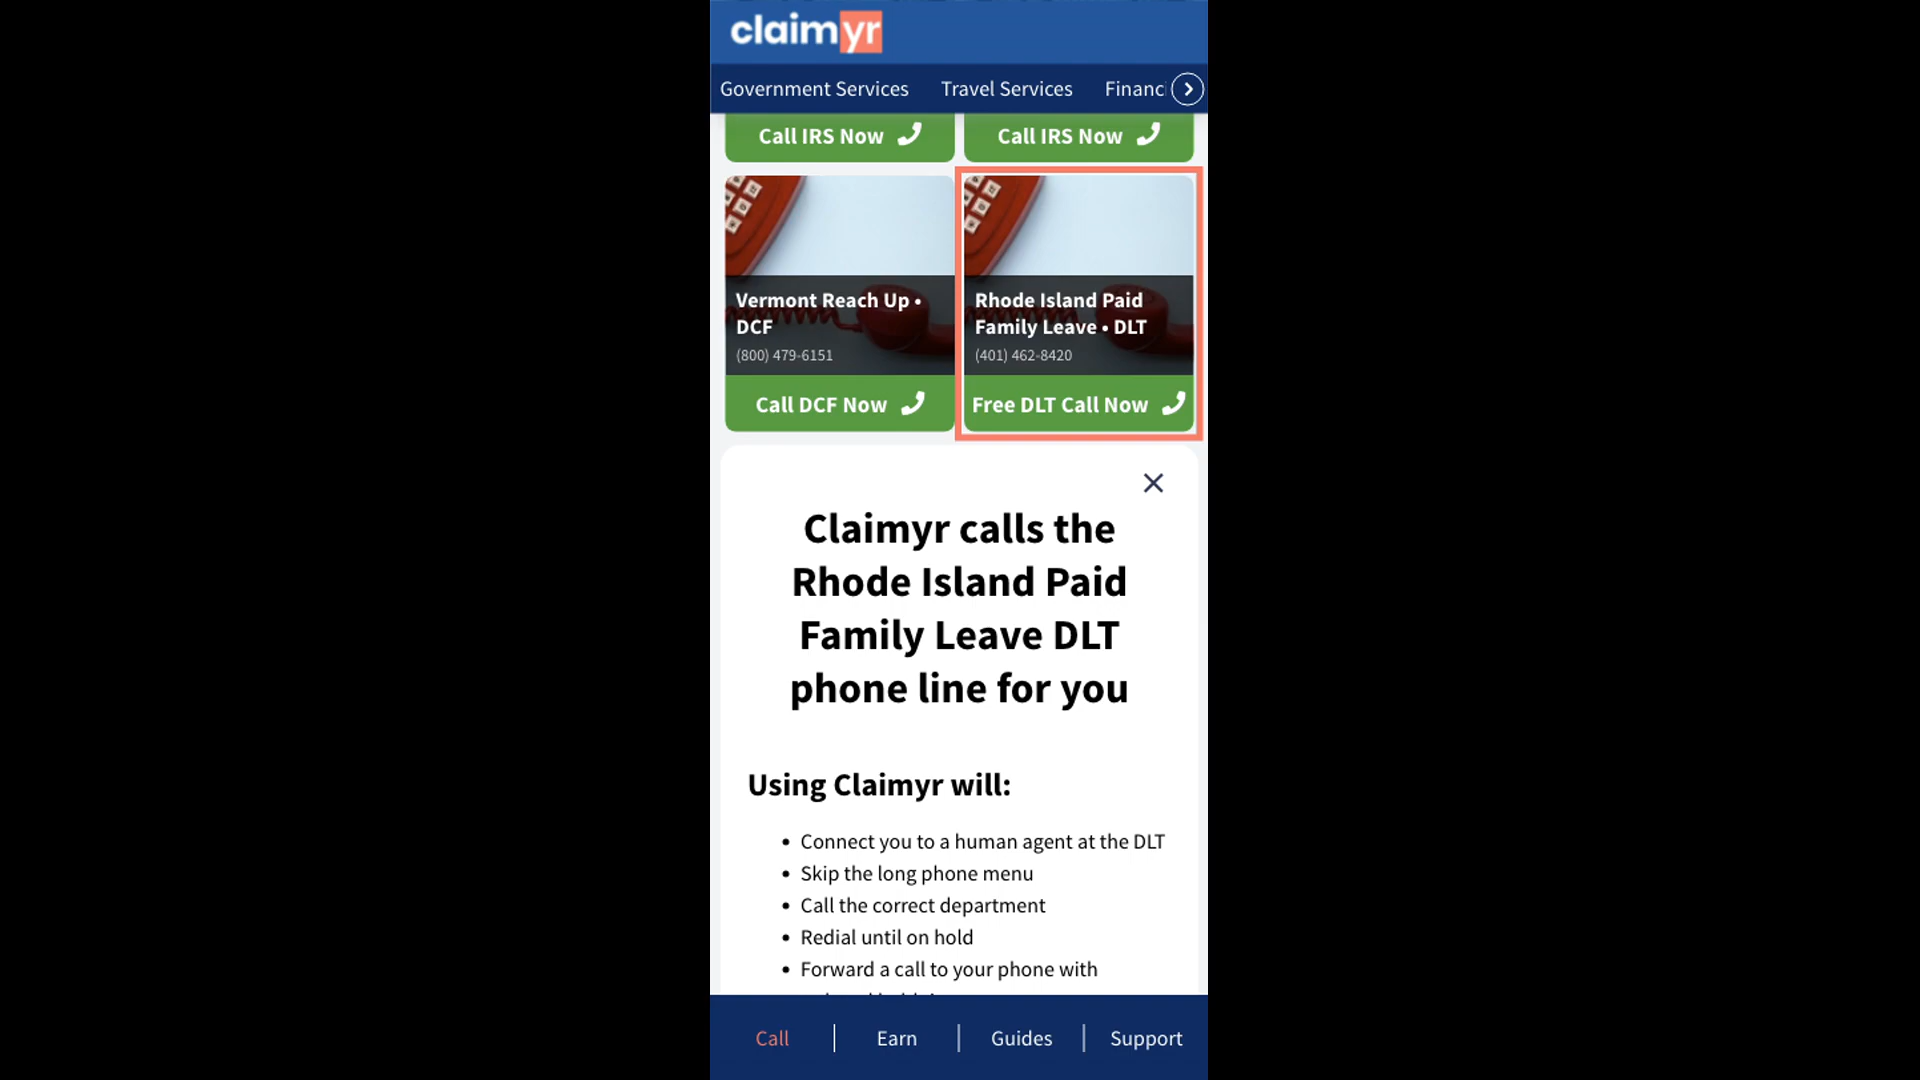 claimyr
Government Services Travel Services Financ
Call IRS Now Call IRS Now
Vermont Reach Up •
DCF
(800) 479-6151
Call DCF Now
Rhode Island Paid
Family Leave • DLT
(401) 462-8420
Free DLT Call Now
Claimyr calls the
Rhode Island Paid
Family Leave DLT
phone line for you
Using Claimyr will:
• Connect you to a human agent at the DLT
• Skip the long phone menu
• Call the correct department
• Redial until on hold
• Forward a call to your phone with
Call | Earn | Guides | Support